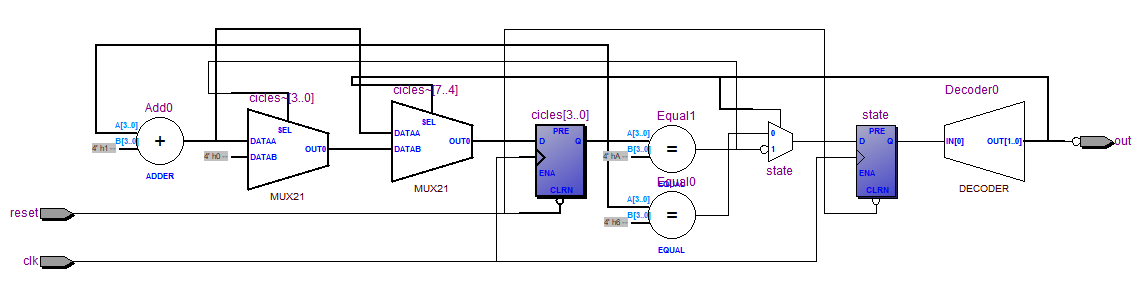 cicles~[3..0]
cicles~[7..4]
cicles[3..0]
Equal1
state
Decoder0
Add0
A[3..0]
B[3..0]
4' h1 --
+
ADDER
SEL
DATAA
DATAB
OUT0
4' h0 --
MUX21
SEL
DATAA
DATAB
OUT0
MUX21
PRE
D
Q
ENA
CLRN
A[3..0]
B[3..0]
4' hA --
=
EQUAL
Equal0
A[3..0]
B[3..0]
4' h6 --
=
EQUAL
0
1
state
PRE
D
Q
ENA
CLRN
IN[0]
OUT[1..0]
DECODER
out
reset
clk